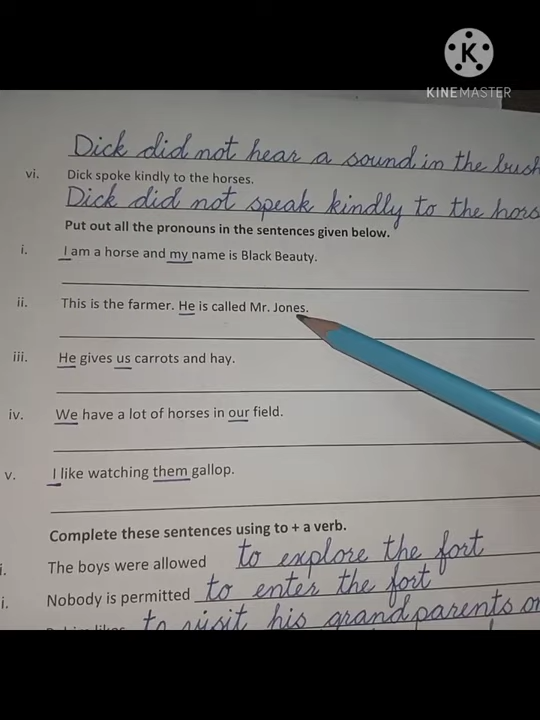 K
KINEMASTER
Dick did not hear a sound in the bush
vi. Dick spoke kindly to the horses.
Dick did not speak kindly to the hors
Put out all the pronouns in the sentences given below.
i. I am a horse and my name is Black Beauty.
ii. This is the farmer. He is called Mr. Jones.
iii. He gives us carrots and hay.
iv. We have a lot of horses in our field.
v. I like watching them gallop.
Complete these sentences using to + a verb.
i. The boys were allowed to explore the fort
i. Nobody is permitted to enter the fort
likes to visit his grandparents on